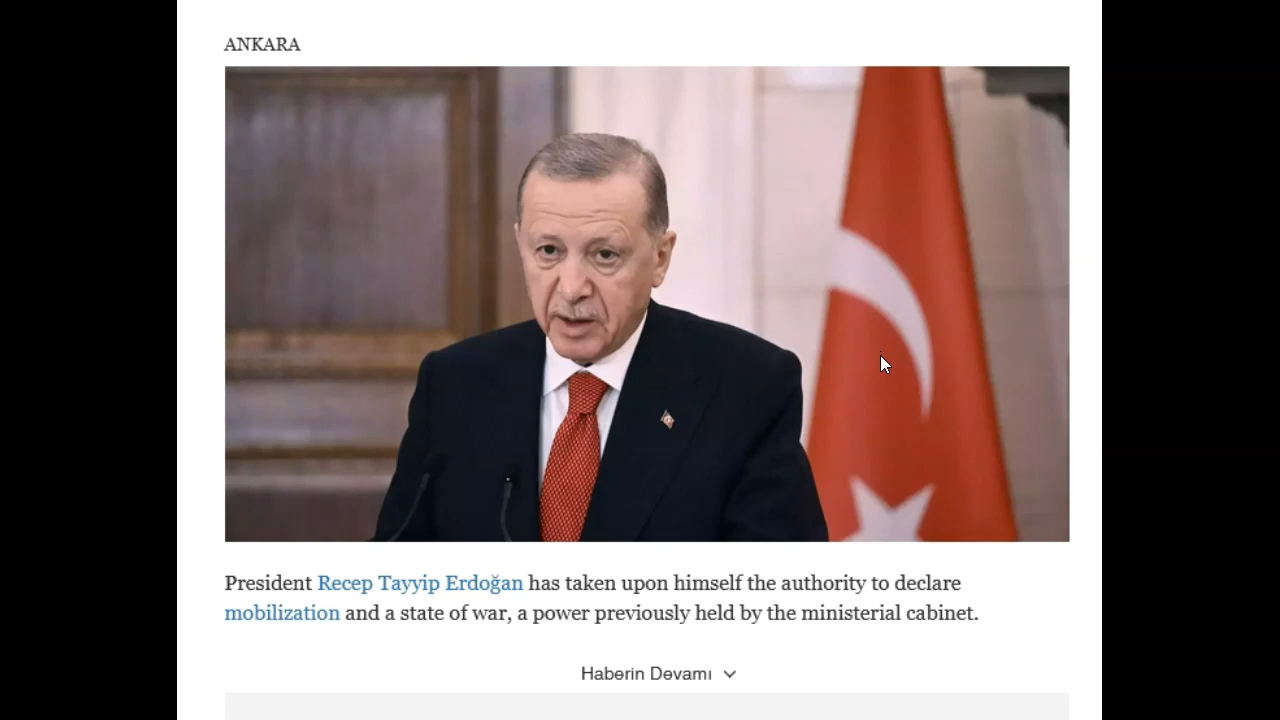 ANKARA
President Recep Tayyip Erdoğan has taken upon himself the authority to declare
mobilization and a state of war, a power previously held by the ministerial cabinet.
Haberin Devamı